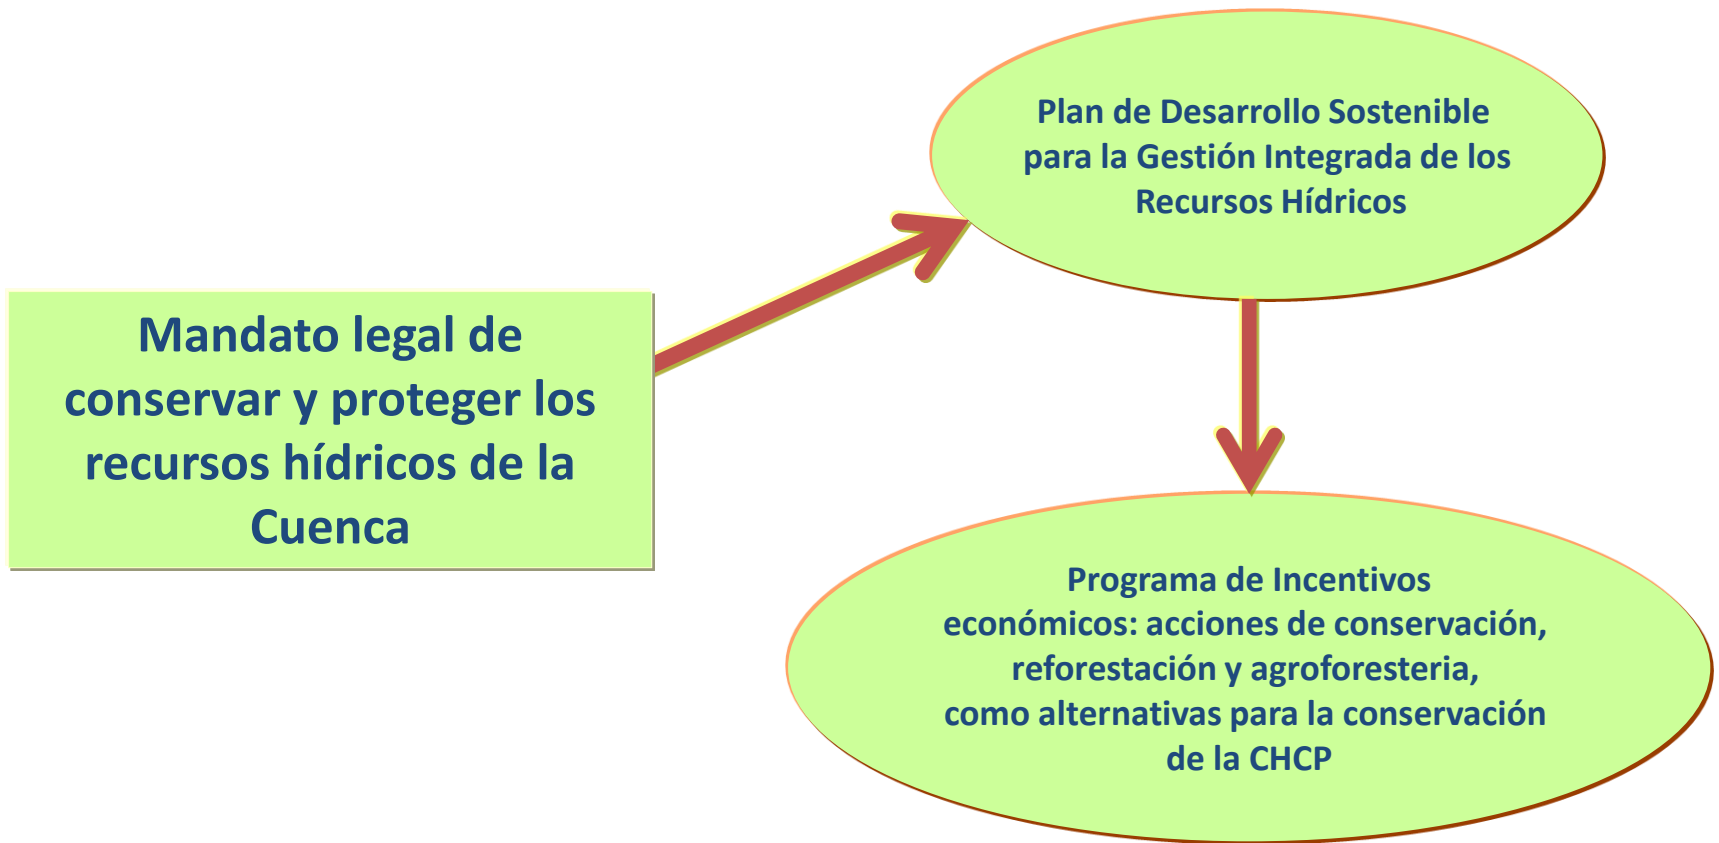 Plan de Desarrollo Sostenible
para la Gestión Integrada de los
Recursos Hídricos
Mandato legal de
conservar y proteger los
recursos hídricos de la
Cuenca
Programa de Incentivos
económicos: acciones de conservación,
reforestación y agroforesteria,
como alternativas para la conservación
de la CHCP